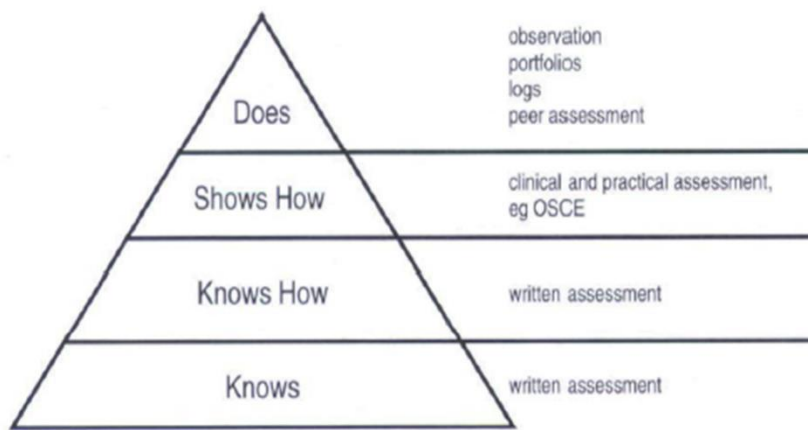 observation
portfolios
logs
Does
peer assessment
clinical and practical assessment,
Shows How
eg OSCE
Knows How
written assessment
Knows
written assessment